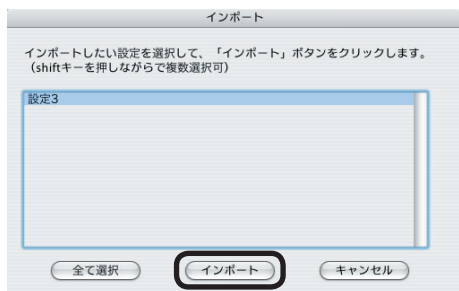 インポート
インポートしたい設定を選択して、「インポート」ボタンをクリックします。
（shiftキーを押しながらで複数選択可）
設定3
全て選択
インポート
キャンセル